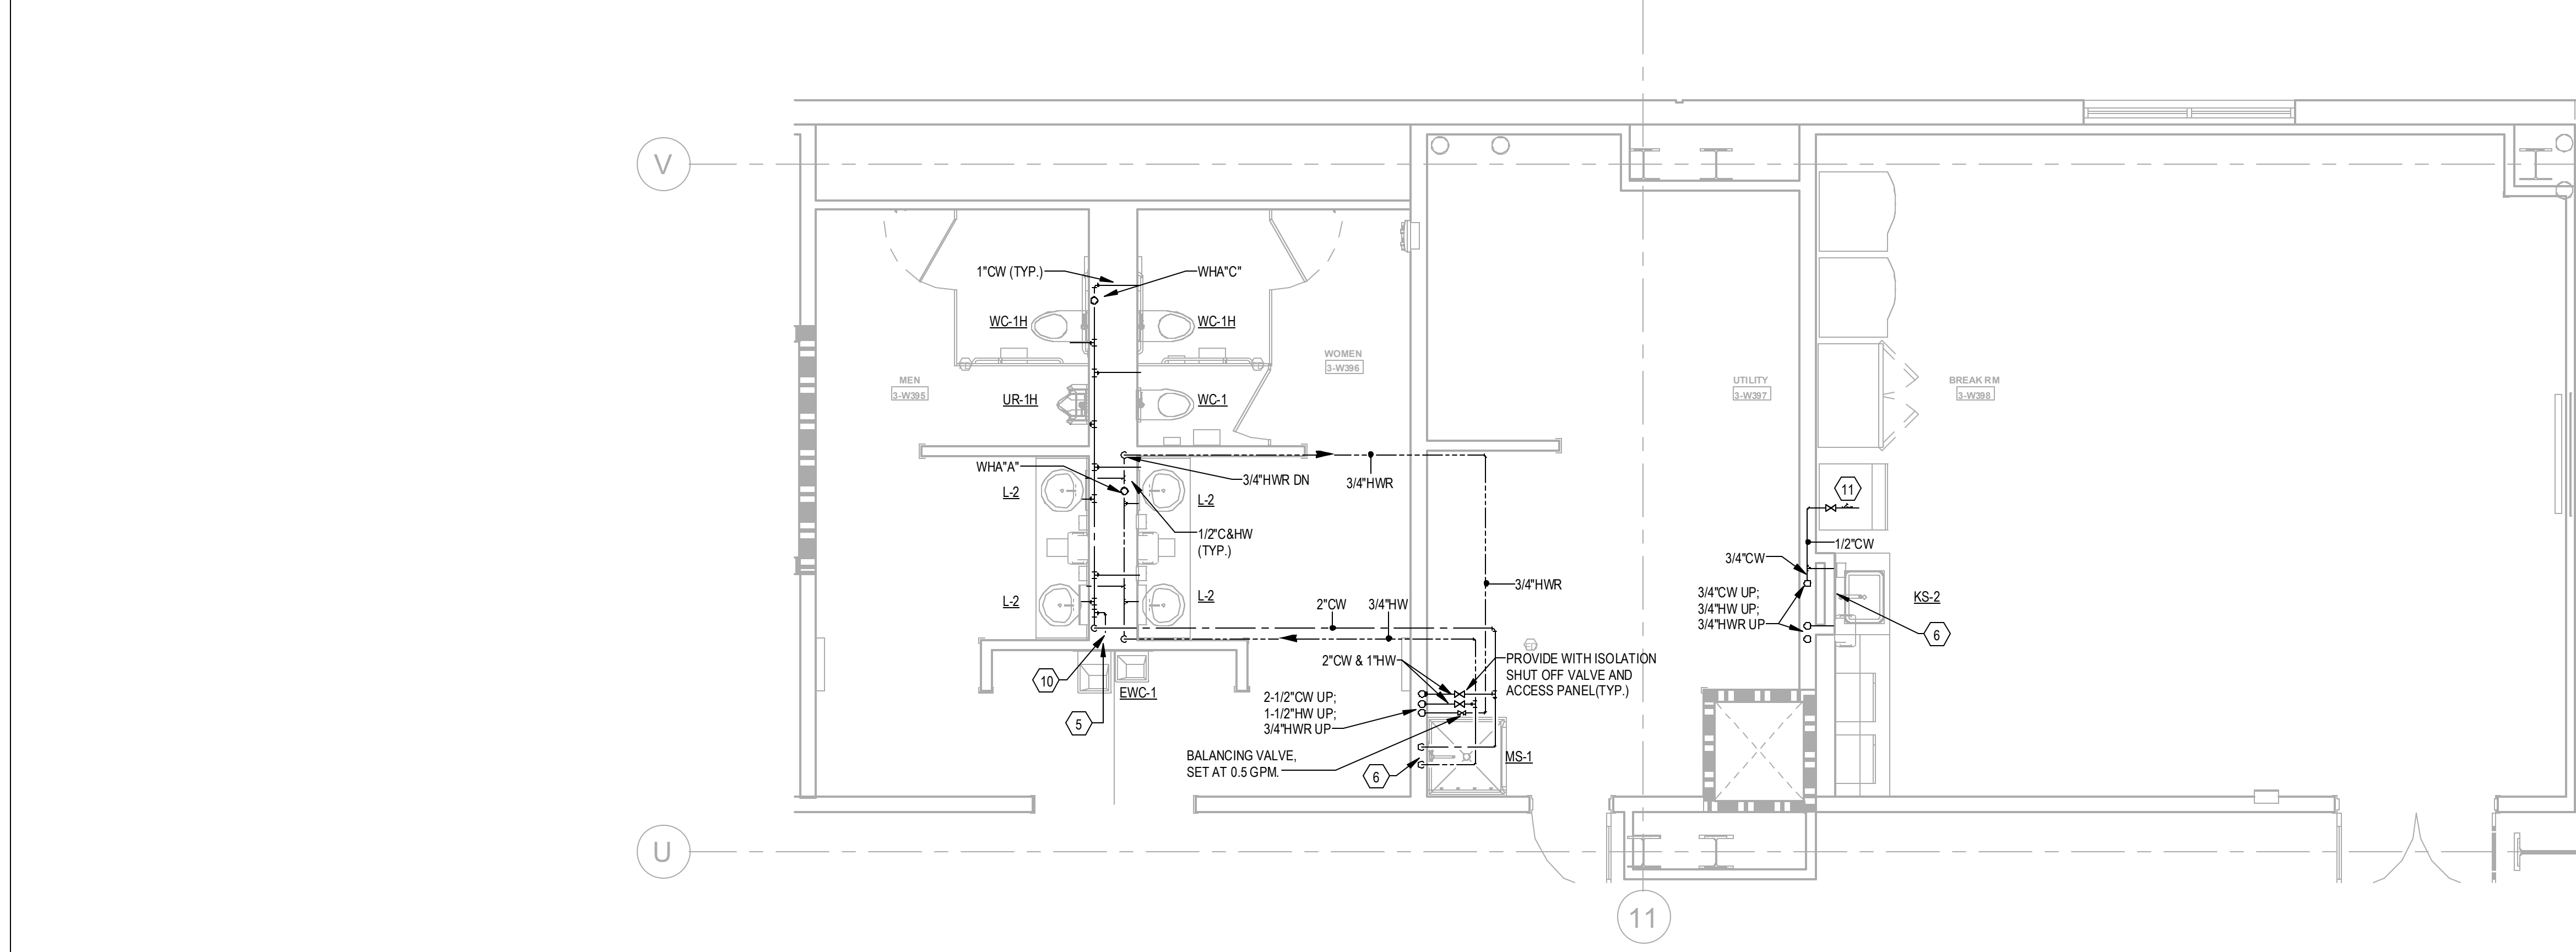 V
1"CW (TYP.)
WHA"C"
WC-1H
WC-1H
WOMEN
3-W396
MEN
3-W395
UTILITY
3-W397
BREAK RM
3-W398
UR-1H
WC-1
WHA"A"
L-2
3/4"HWR DN
3/4"HWR
L-2
11
1/2"C&HW
(TYP.)
1/2"CW
3/4"CW
3/4"HWR
3/4"CW UP;
3/4"HW UP;
3/4"HWR UP
KS-2
L-2
L-2
2"CW
3/4"HW
6
2"CW & 1"HW
PROVIDE WITH ISOLATION
SHUT OFF VALVE AND
ACCESS PANEL(TYP.)
10
EWC-1
5
2-1/2"CW UP;
1-1/2"HW UP;
3/4"HWR UP
BALANCING VALVE,
SET AT 0.5 GPM.
6
MS-1
U
11